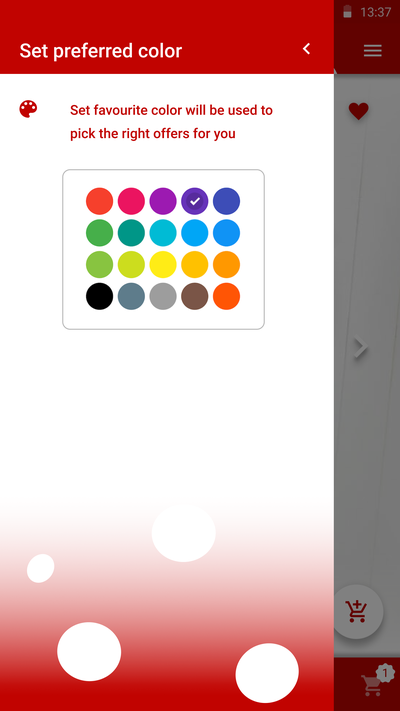 13:37
Set preferred color
Set favourite color will be used to
pick the right offers for you
1